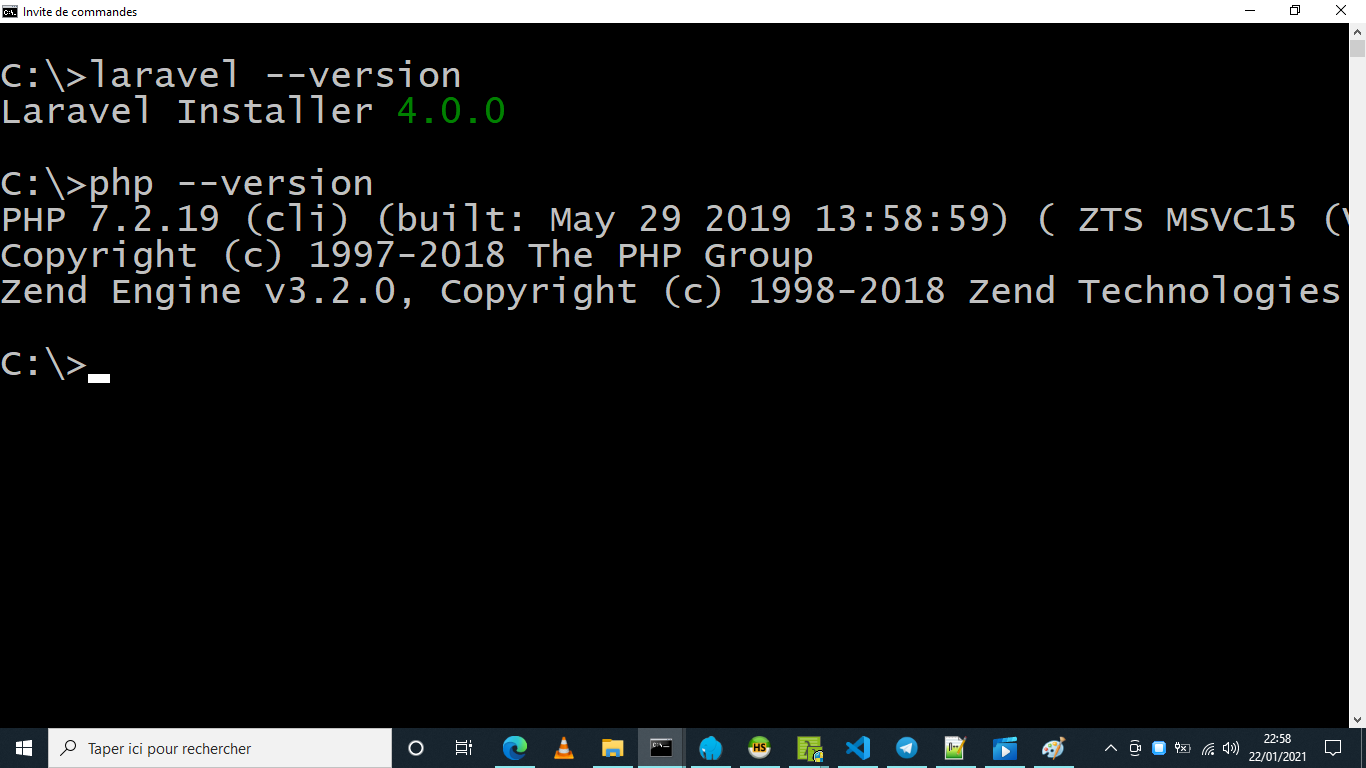 Invite de commandes
C:\>laravel --version
Laravel Installer 4.0.0
C:\>php --version
PHP 7.2.19 (cli) (built: May 29 2019 13:58:59) ( ZTS MSVC15 (
Copyright (c) 1997-2018 The PHP Group
Zend Engine v3.2.0, Copyright (c) 1998-2018 Zend Technologies
C:\>
Taper ici pour rechercher
22:58
22/01/2021